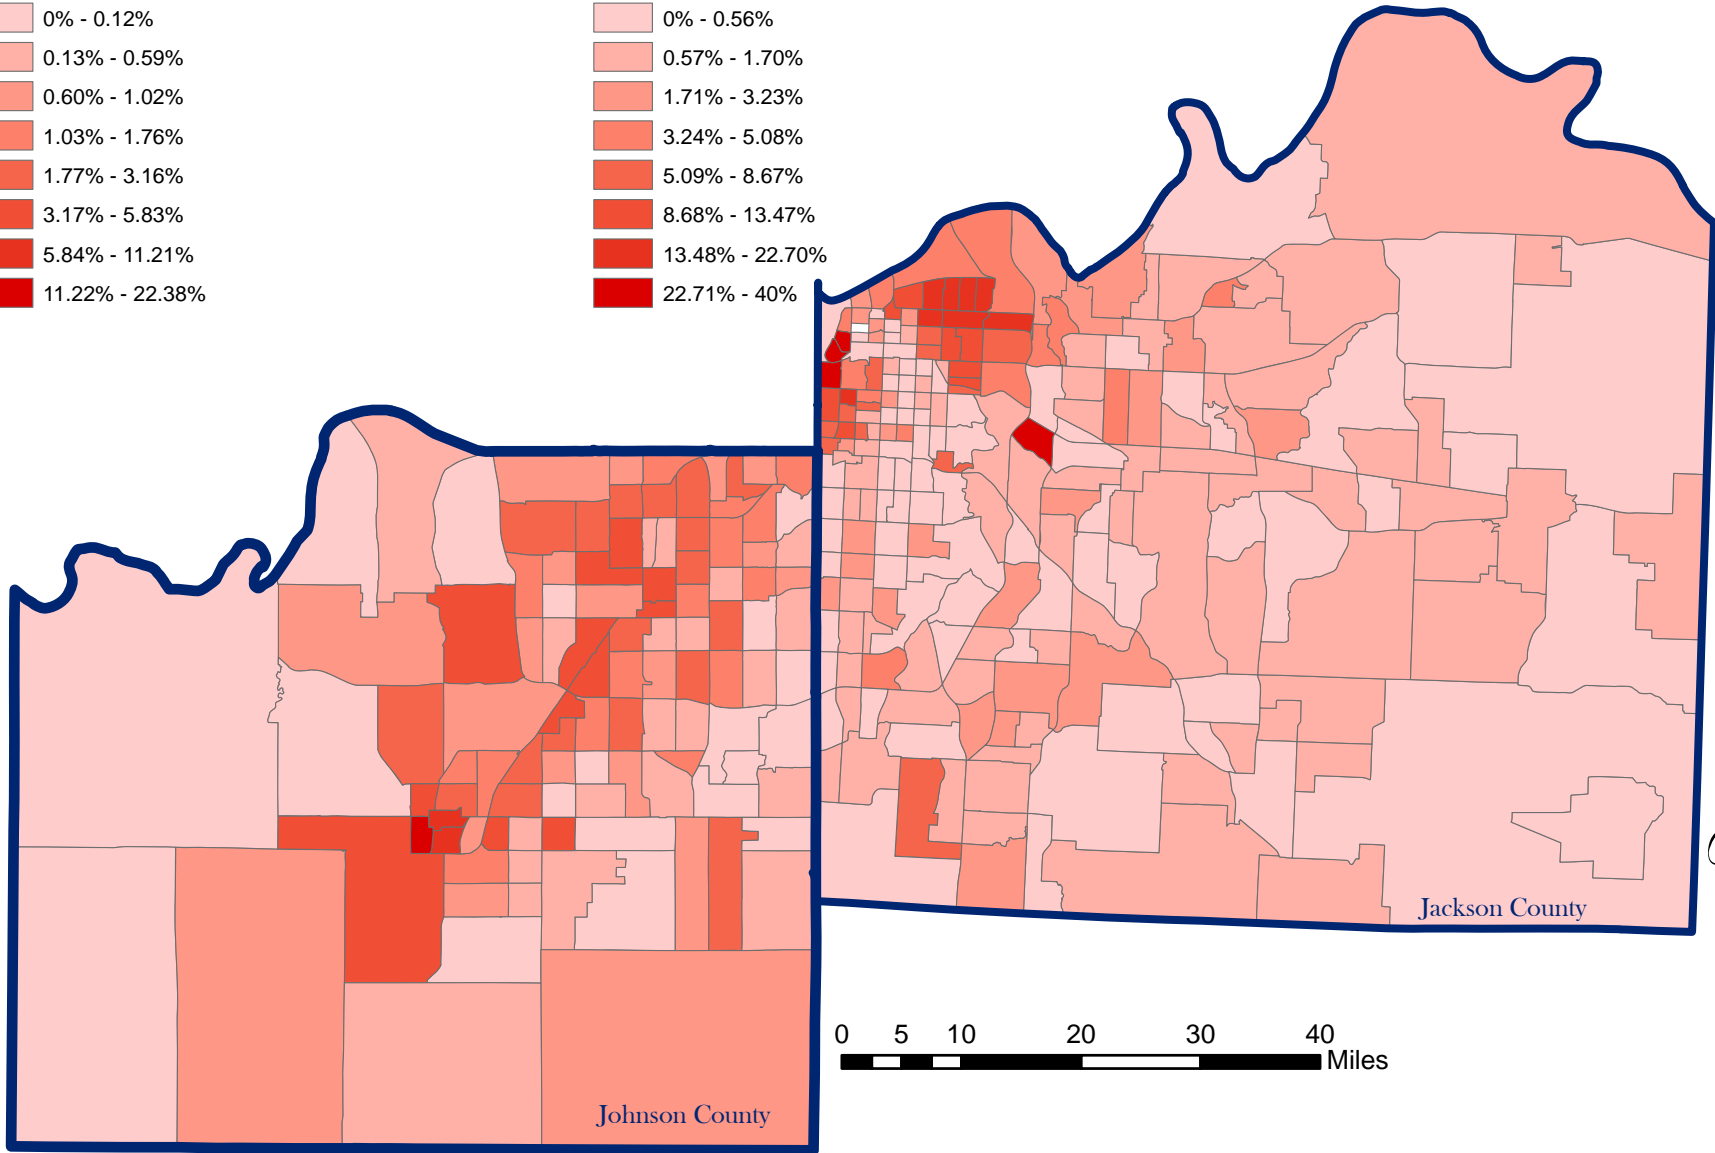 0% - 0.12%
0.13% - 0.59%
0.60% - 1.02%
1.03% - 1.76%
1.77% - 3.16%
3.17% - 5.83%
5.84% - 11.21%
11.22% - 22.38%
0% - 0.56%
0.57% - 1.70%
1.71% - 3.23%
3.24% - 5.08%
5.09% - 8.67%
8.68% - 13.47%
13.48% - 22.70%
22.71% - 40%
Jackson County
0 5 10 20 30 40
Miles
Johnson County